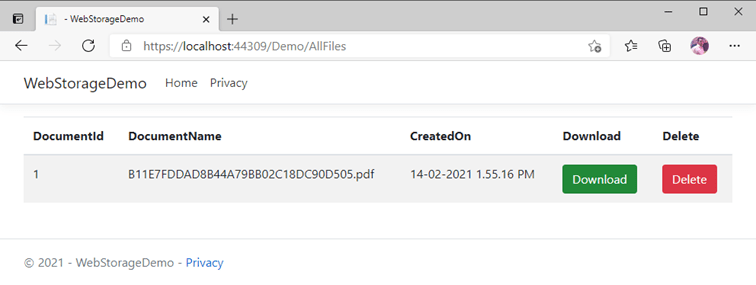 - WebStorageDemo
https://localhost:44309/Demo/AllFiles
WebStorageDemo Home Privacy
DocumentId DocumentName CreatedOn Download Delete
1 B11E7FDDAD8B44A79BB02C18DC90D505.pdf 14-02-2021 1.55.16 PM Download Delete
© 2021 - WebStorageDemo - Privacy